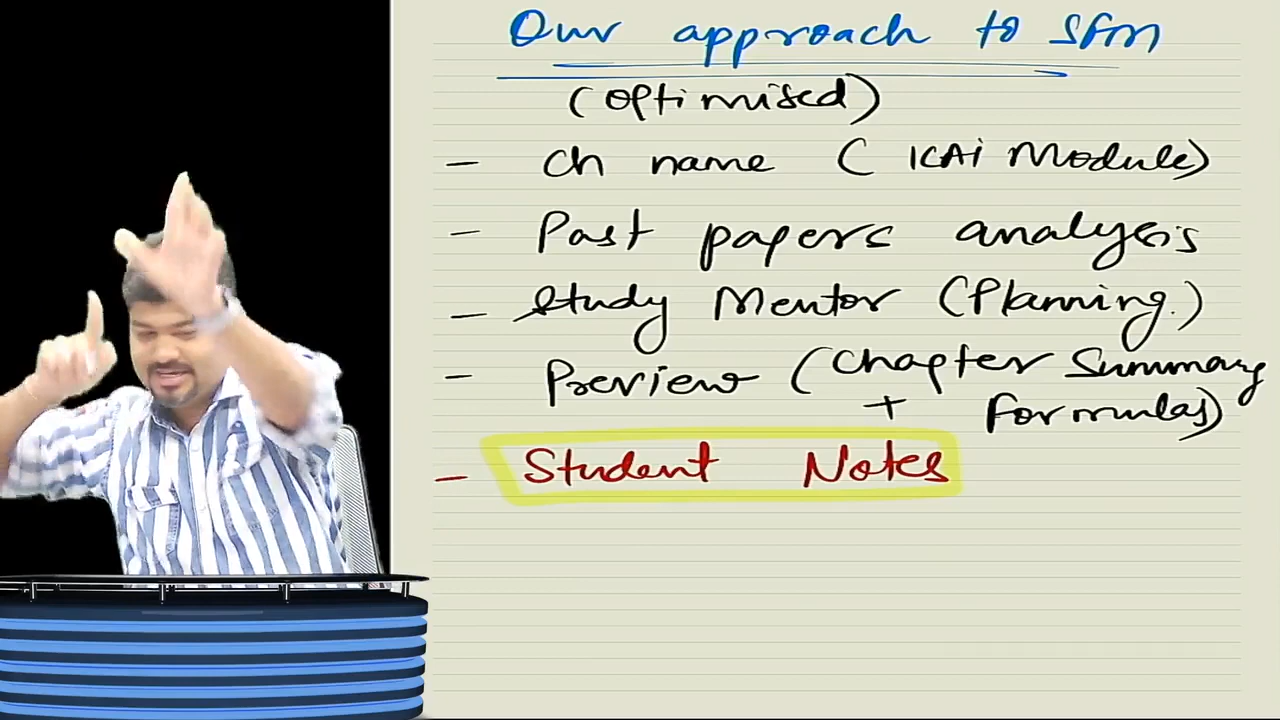 Our approach to SFM
(optimised)
- Ch name (ICAI Module)
- Past papers analysis
- Study Mentor (Planning.)
- Preview (Chapter Summary
+ Formulas)
- Student Notes